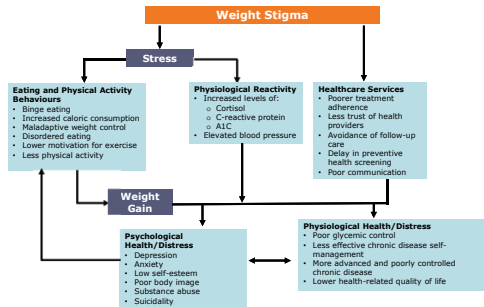 Weight Stigma
Stress
Eating and Physical Activity
Behaviours
• Binge eating
• Increased caloric consumption
• Maladaptive weight control
• Disordered eating
• Lower motivation for exercise
• Less physical activity
Physiological Reactivity
• Increased levels of:
o Cortisol
o C-reactive protein
o A1C
• Elevated blood pressure
Healthcare Services
• Poorer treatment
adherence
• Less trust of health
providers
• Avoidance of follow-up
care
• Delay in preventive
health screening
• Poor communication
Weight
Gain
Psychological
Health/Distress
• Depression
• Anxiety
• Low self-esteem
• Poor body image
• Substance abuse
• Suicidality
Physiological Health/Distress
• Poor glycemic control
• Less effective chronic disease self-
management
• More advanced and poorly controlled
chronic disease
• Lower health-related quality of life